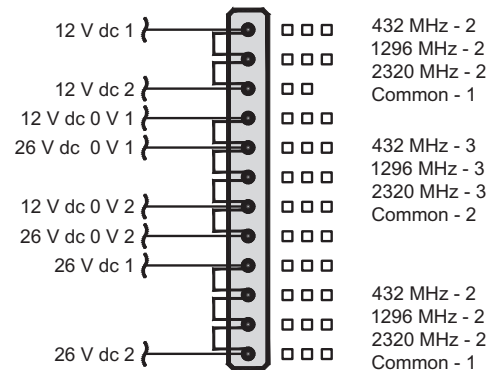 12 V dc 1
12 V dc 2
12 V dc 0 V 1
26 V dc 0 V 1
12 V dc 0 V 2
26 V dc 0 V 2
26 V dc 1
26 V dc 2
432 MHz - 2
1296 MHz - 2
2320 MHz - 2
Common - 1
432 MHz - 3
1296 MHz - 3
2320 MHz - 3
Common - 2
432 MHz - 2
1296 MHz - 2
2320 MHz - 2
Common - 1